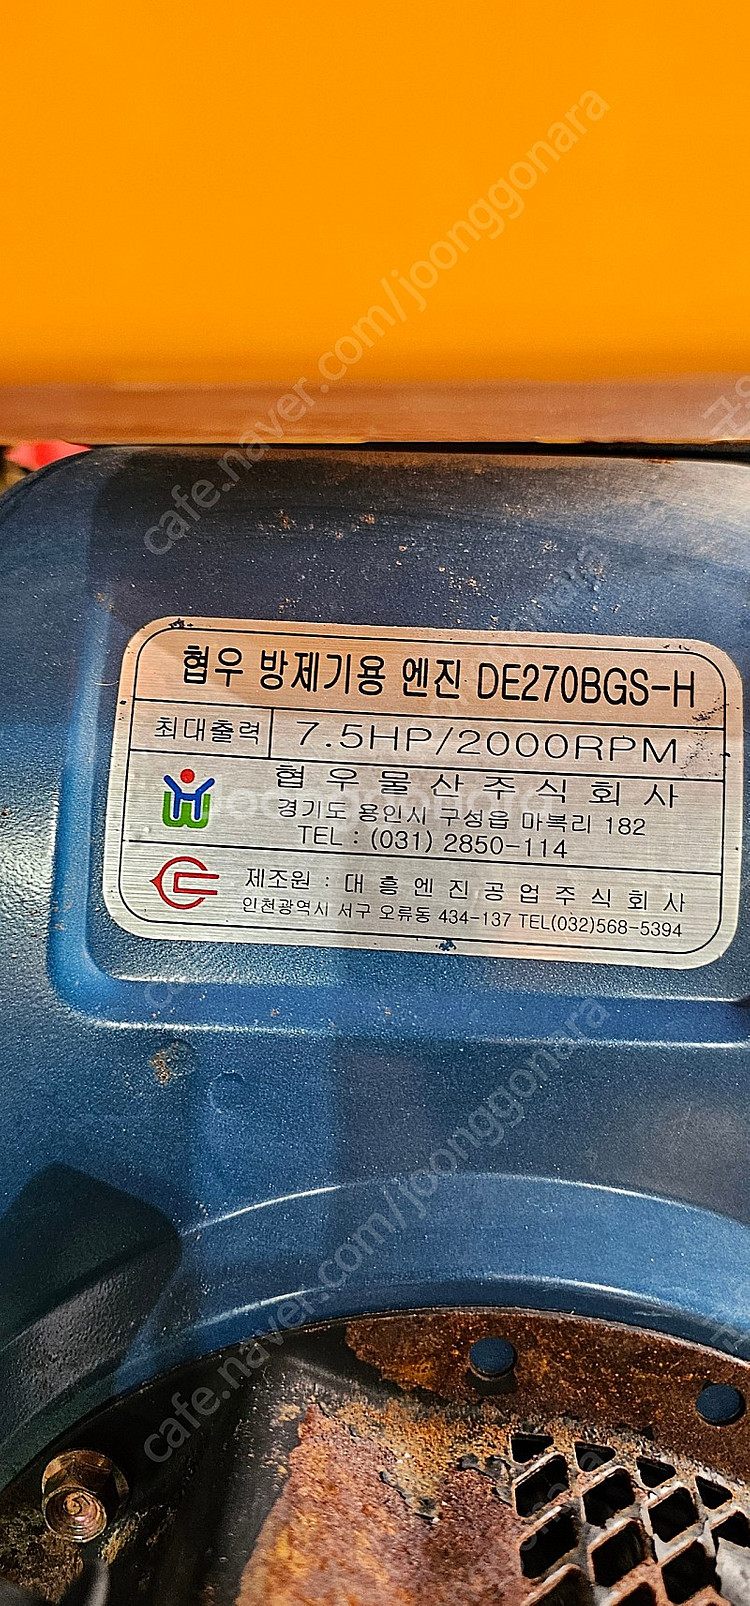 cafe.naver.com/joonggonara
협우 방제기용 엔진 DE270BGS-H
최대출력 7.5HP/2000RPM
협우물산주식회사
경기도 용인시 구성읍 마북리 182
TEL : (031) 2850-114
제조원 : 대흥엔진공업주식회사
인천광역시 서구 오류동 434-137 TEL(032)568-5394
cafe.naver.com/joonggonara